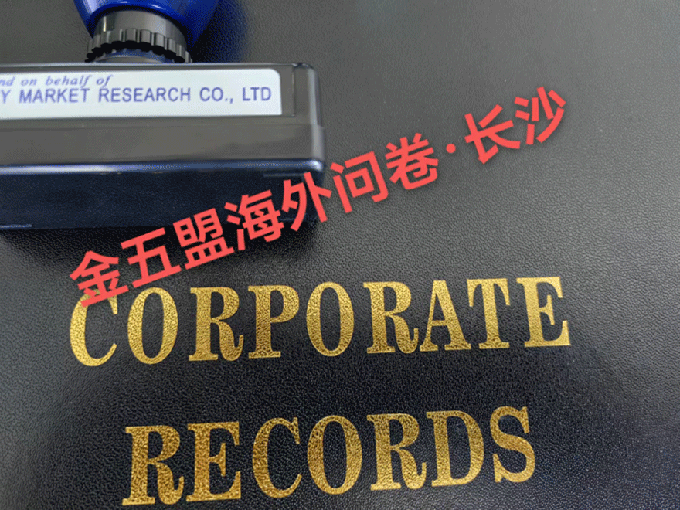 nd on behalf of
Y MARKET RESEARCH CO., LTD
金五盟海外问卷·长沙
CORPORATE
RECORDS